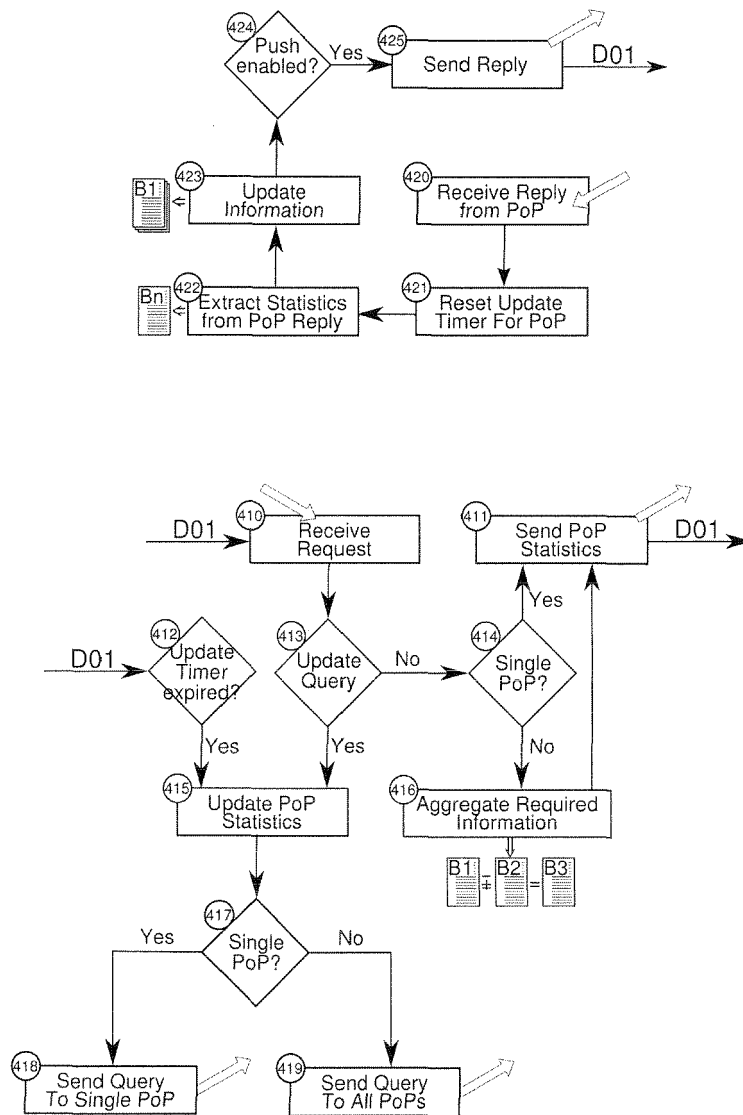 424
Push
enabled?
Yes
425
Send Reply
D01
B1
423
Update
Information
420
Receive Reply
from PoP
Bn
422
Extract Statistics
from PoP Reply
421
Reset Update
Timer For PoP
D01
410
Receive
Request
411
Send PoP
Statistics
D01
D01
412
Update
Timer
expired?
413
Update
Query
No
414
Single
PoP?
Yes
Yes
Yes
No
415
Update PoP
Statistics
416
Aggregate Required
Information
B1 ∓ B2 = B3
417
Single
PoP?
Yes
No
418
Send Query
To Single PoP
419
Send Query
To All PoPs